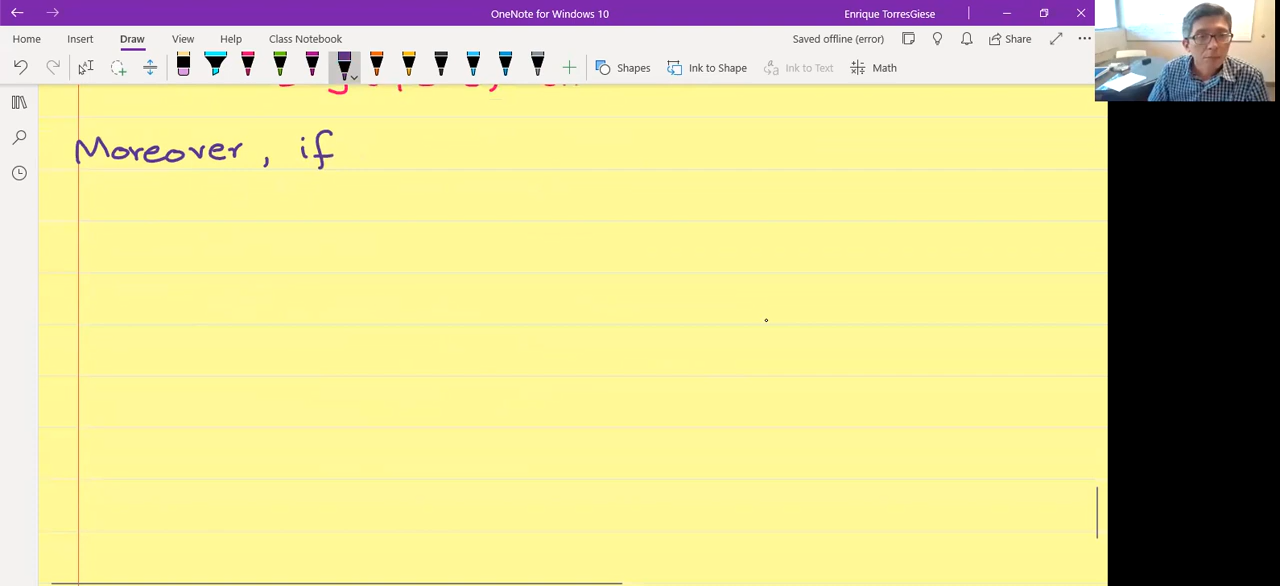 OneNote for Windows 10
Enrique TorresGiese
Home Insert Draw View Help Class Notebook
Saved offline (error)
Share
Shapes
Ink to Shape
Ink to Text
Math
Moreover, if